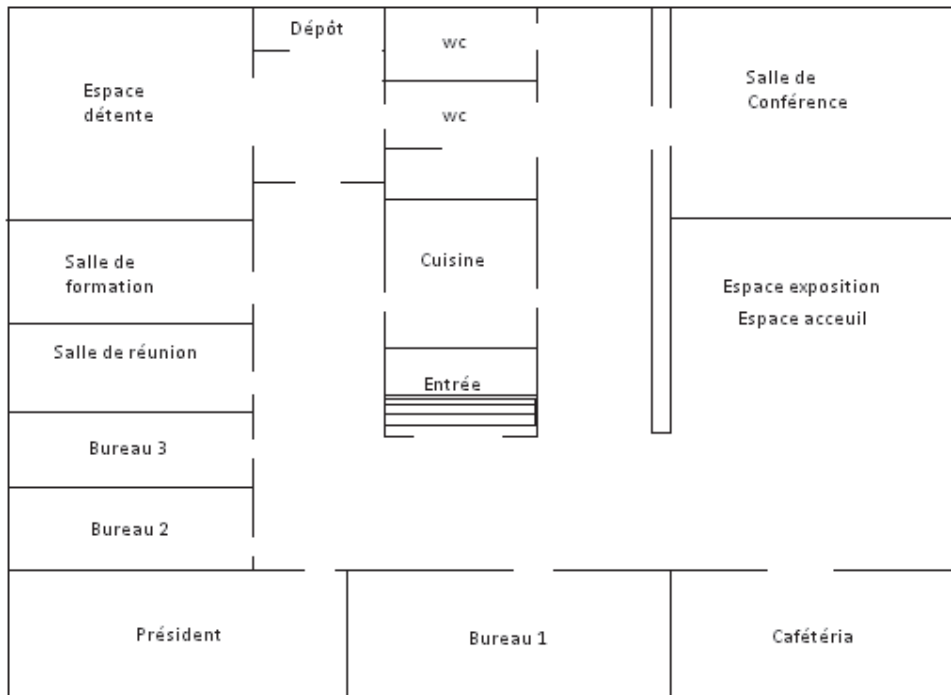 Dépôt
wc
Espace
détente
Salle de
Conférence
wc
Salle de
formation
Cuisine
Espace exposition
Espace acceuil
Salle de réunion
Entrée
Bureau 3
Bureau 2
Président
Bureau 1
Cafétéria